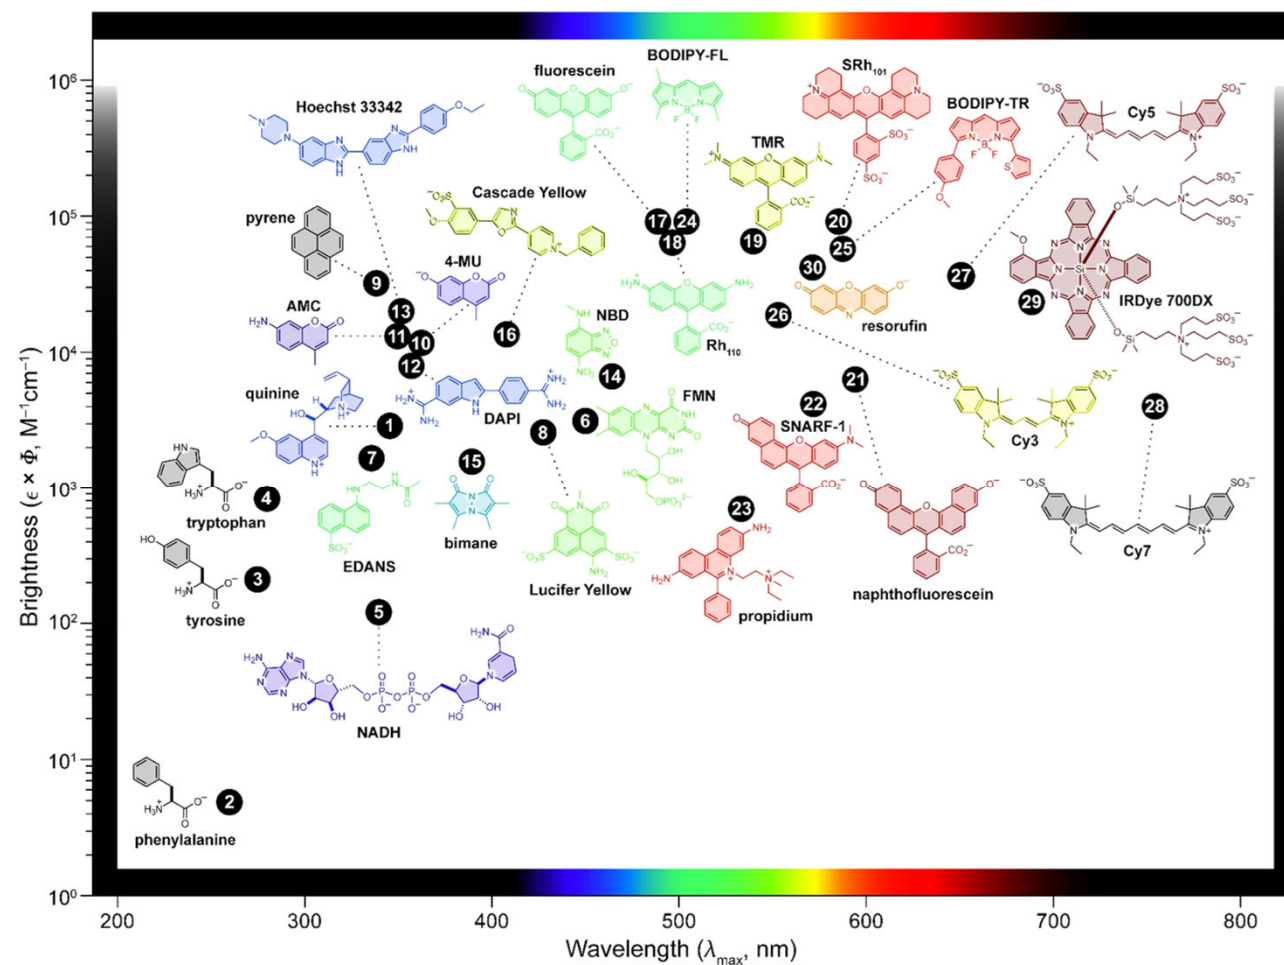 10⁶
10⁵
10⁴
10³
10²
10¹
10⁰
Brightness (ϵ × Φ, M⁻¹cm⁻¹)
fluorescein
BODIPY-FL
SRh₁₀₁
BODIPY-TR
Cy5
Hoechst 33342
TMR
Cascade Yellow
pyrene
4-MU
17 24
18
19
20
25
30
27
29
IRDye 700DX
AMC
9
13
11 10
12
16
NBD
14
Rh₁₁₀
26
resorufin
quinine
1
DAPI
8
6
FMN
22
SNARF-1
21
Cy3
28
7
15
4
tryptophan
EDANS
bimane
Lucifer Yellow
23
propidium
naphthofluorescein
Cy7
3
tyrosine
5
NADH
2
phenylalanine
200 300 400 500 600 700 800
Wavelength (λmax, nm)